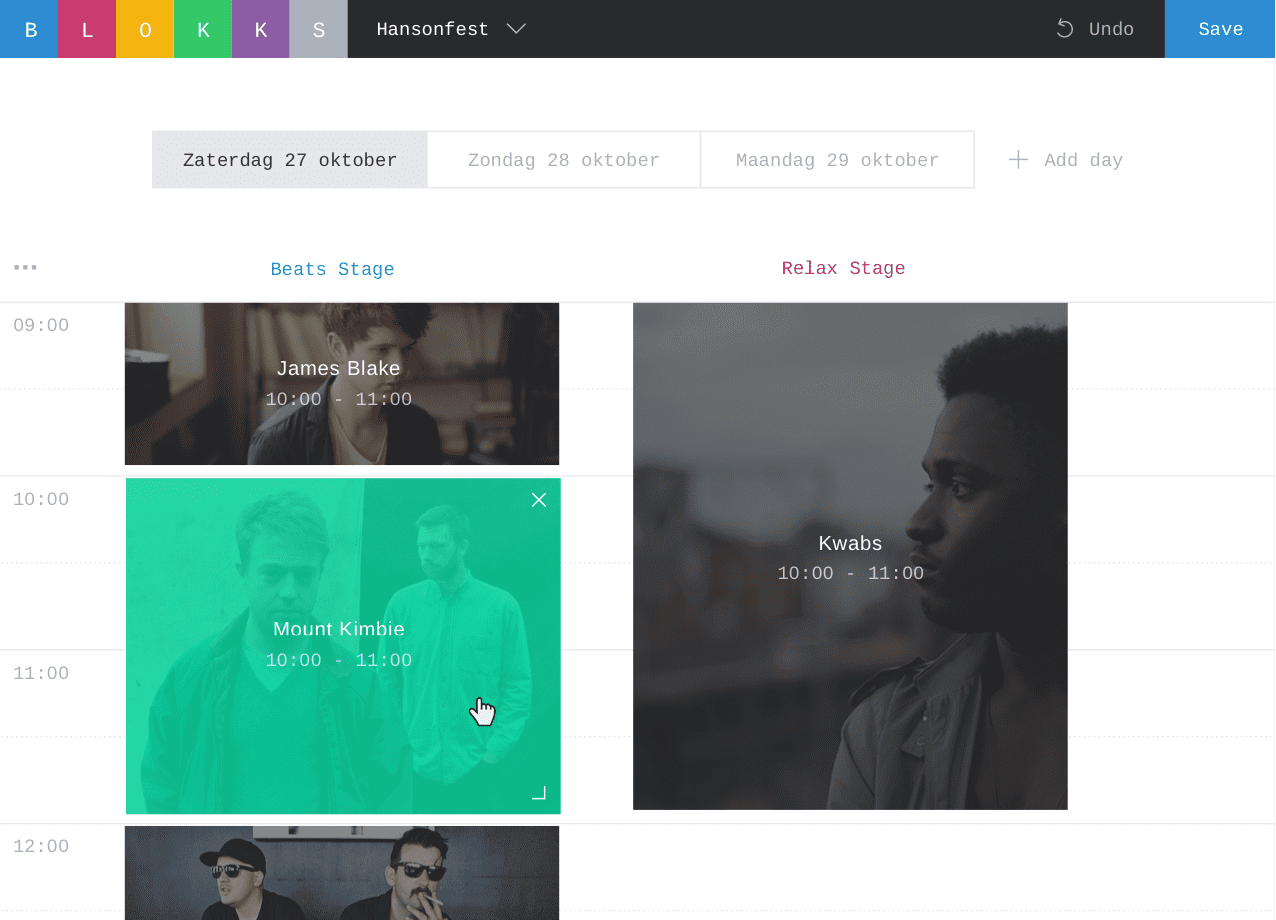 B L O K K S Hansonfest Undo Save
Zaterdag 27 oktober Zondag 28 oktober Maandag 29 oktober Add day
Beats Stage Relax Stage
09:00
James Blake
10:00 - 11:00
10:00
Kwabs
10:00 - 11:00
Mount Kimbie
10:00 - 11:00
11:00
12:00